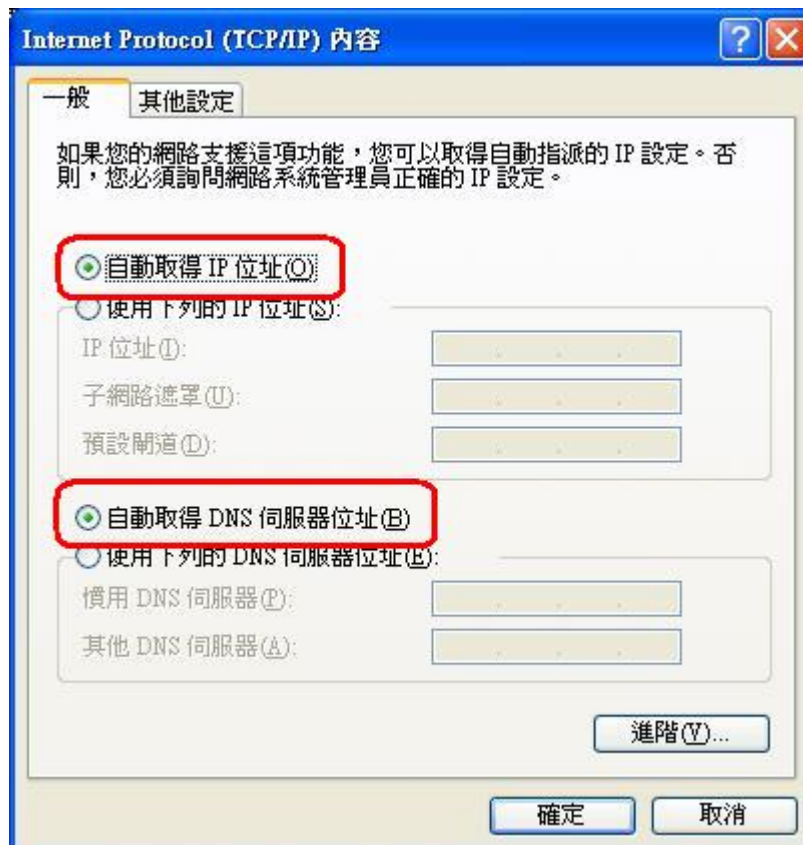 Internet Protocol (TCP/IP) 內容
一般
其他設定
如果您的網路支援這項功能，您可以取得自動指派的 IP 設定。否
則，您必須詢問網路系統管理員正確的 IP 設定。
自動取得 IP 位址(O)
使用下列的 IP 位址(S):
IP 位址(I):
子網路遮罩(U):
預設閘道(D):
自動取得 DNS 伺服器位址(B)
使用下列的 DNS 伺服器位址(E):
慣用 DNS 伺服器(P):
其他 DNS 伺服器(A):
進階(V)...
確定
取消